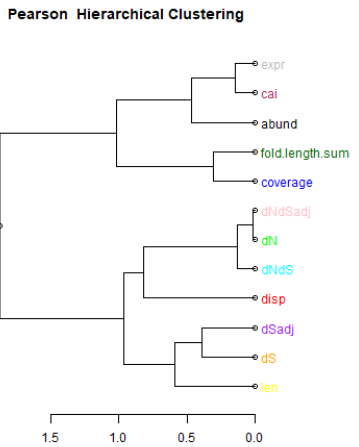 Pearson Hierarchical Clustering
expr
cai
abund
fold.length.sum
coverage
dNdSadj
dN
dNdS
disp
dSadj
dS
len
1.5 1.0 0.5 0.0